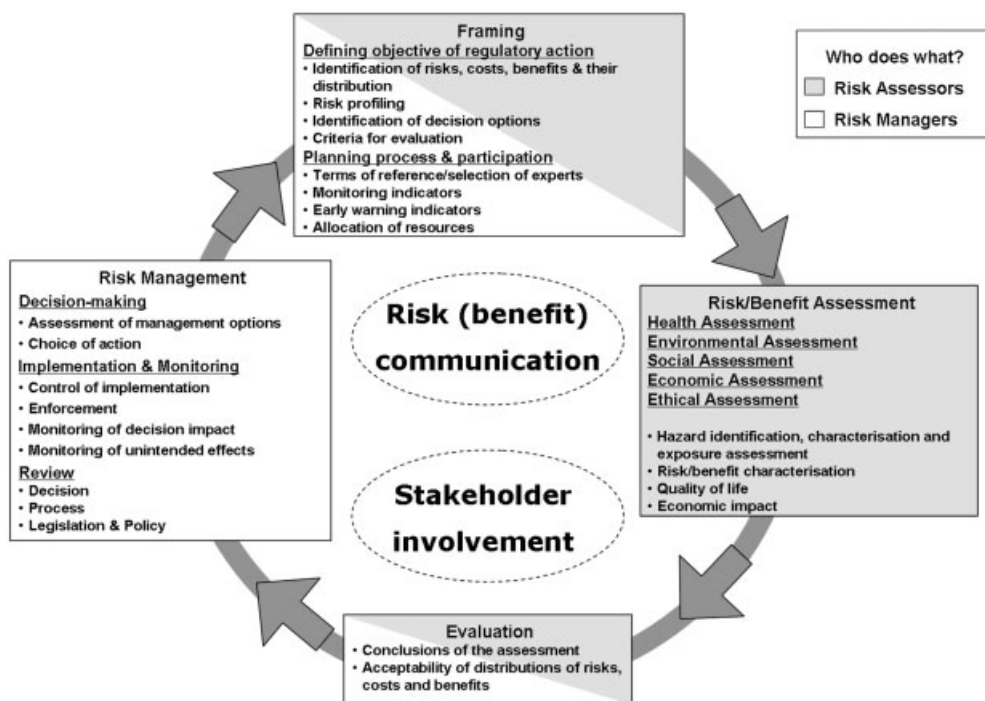 Framing
Defining objective of regulatory action
• Identification of risks, costs, benefits & their
distribution
• Risk profiling
• Identification of decision options
• Criteria for evaluation
Planning process & participation
• Terms of reference/selection of experts
• Monitoring indicators
• Early warning indicators
• Allocation of resources
Who does what?
Risk Assessors
Risk Managers
Risk Management
Decision-making
• Assessment of management options
• Choice of action
Implementation & Monitoring
• Control of implementation
• Enforcement
• Monitoring of decision impact
• Monitoring of unintended effects
Review
• Decision
• Process
• Legislation & Policy
Risk (benefit)
communication
Stakeholder
involvement
Risk/Benefit Assessment
Health Assessment
Environmental Assessment
Social Assessment
Economic Assessment
Ethical Assessment
• Hazard identification, characterisation and
exposure assessment
• Risk/benefit characterisation
• Quality of life
• Economic impact
Evaluation
• Conclusions of the assessment
• Acceptability of distributions of risks,
costs and benefits